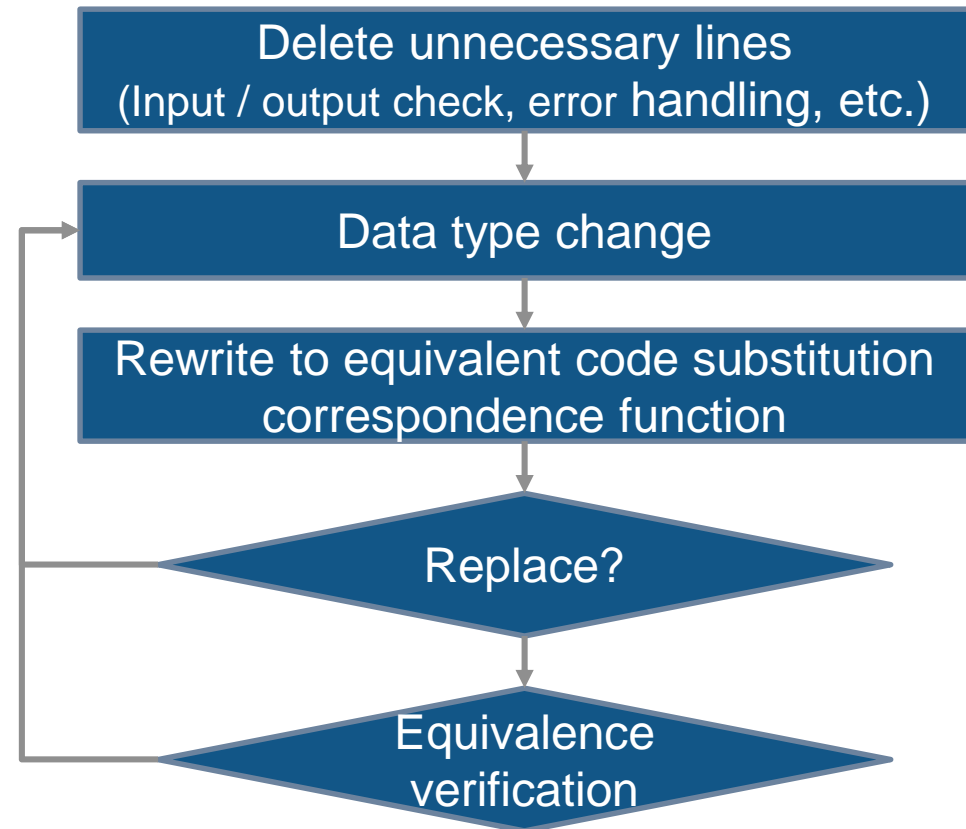 Delete unnecessary lines
(Input / output check, error handling, etc.)
Data type change
Rewrite to equivalent code substitution
correspondence function
Replace?
Equivalence
verification